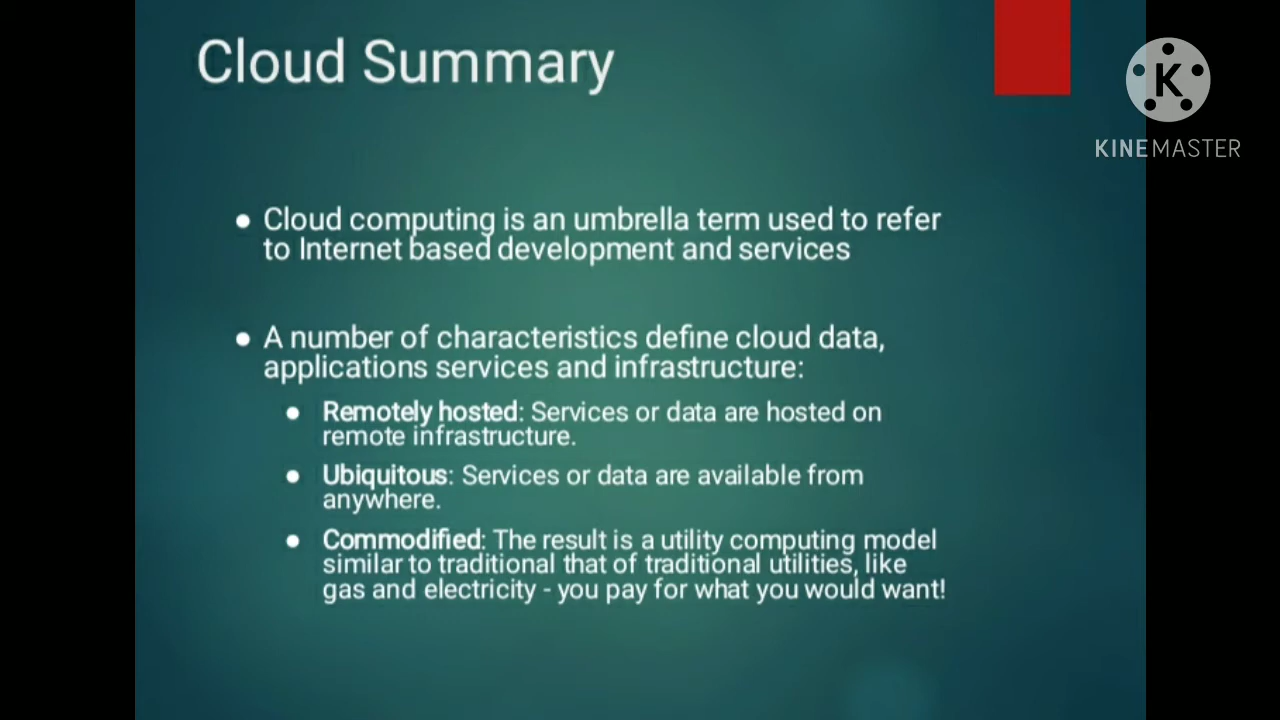 Cloud Summary
K
KINEMASTER
● Cloud computing is an umbrella term used to refer
to Internet based development and services
● A number of characteristics define cloud data,
applications services and infrastructure:
● Remotely hosted: Services or data are hosted on
remote infrastructure.
● Ubiquitous: Services or data are available from
anywhere.
● Commodified: The result is a utility computing model
similar to traditional that of traditional utilities, like
gas and electricity - you pay for what you would want!